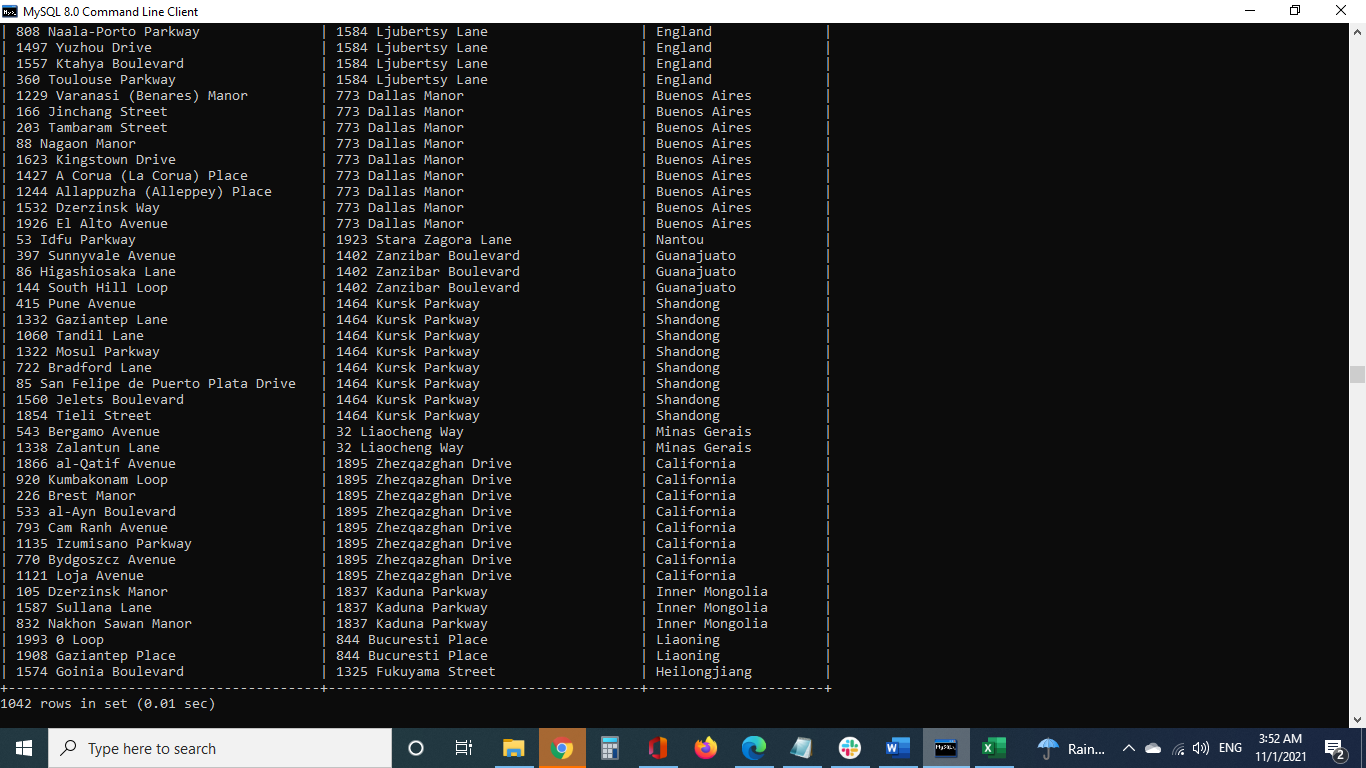 MySQL 8.0 Command Line Client
| 808 Naala-Porto Parkway | 1584 Ljubertsy Lane | England |
| 1497 Yuzhou Drive | 1584 Ljubertsy Lane | England |
| 1557 Ktahya Boulevard | 1584 Ljubertsy Lane | England |
| 360 Toulouse Parkway | 1584 Ljubertsy Lane | England |
| 1229 Varanasi (Benares) Manor | 773 Dallas Manor | Buenos Aires |
| 166 Jinchang Street | 773 Dallas Manor | Buenos Aires |
| 203 Tambaram Street | 773 Dallas Manor | Buenos Aires |
| 88 Nagaon Manor | 773 Dallas Manor | Buenos Aires |
| 1623 Kingstown Drive | 773 Dallas Manor | Buenos Aires |
| 1427 A Corua (La Corua) Place | 773 Dallas Manor | Buenos Aires |
| 1244 Allappuzha (Alleppey) Place | 773 Dallas Manor | Buenos Aires |
| 1532 Dzerzinsk Way | 773 Dallas Manor | Buenos Aires |
| 1926 El Alto Avenue | 773 Dallas Manor | Buenos Aires |
| 53 Idfu Parkway | 1923 Stara Zagora Lane | Nantou |
| 397 Sunnyvale Avenue | 1402 Zanzibar Boulevard | Guanajuato |
| 86 Higashiosaka Lane | 1402 Zanzibar Boulevard | Guanajuato |
| 144 South Hill Loop | 1402 Zanzibar Boulevard | Guanajuato |
| 415 Pune Avenue | 1464 Kursk Parkway | Shandong |
| 1332 Gaziantep Lane | 1464 Kursk Parkway | Shandong |
| 1060 Tandil Lane | 1464 Kursk Parkway | Shandong |
| 1322 Mosul Parkway | 1464 Kursk Parkway | Shandong |
| 722 Bradford Lane | 1464 Kursk Parkway | Shandong |
| 85 San Felipe de Puerto Plata Drive | 1464 Kursk Parkway | Shandong |
| 1560 Jelets Boulevard | 1464 Kursk Parkway | Shandong |
| 1854 Tieli Street | 1464 Kursk Parkway | Shandong |
| 543 Bergamo Avenue | 32 Liaocheng Way | Minas Gerais |
| 1338 Zalantun Lane | 32 Liaocheng Way | Minas Gerais |
| 1866 al-Qatif Avenue | 1895 Zhezqazghan Drive | California |
| 920 Kumbakonam Loop | 1895 Zhezqazghan Drive | California |
| 226 Brest Manor | 1895 Zhezqazghan Drive | California |
| 533 al-Ayn Boulevard | 1895 Zhezqazghan Drive | California |
| 793 Cam Ranh Avenue | 1895 Zhezqazghan Drive | California |
| 1135 Izumisano Parkway | 1895 Zhezqazghan Drive | California |
| 770 Bydgoszcz Avenue | 1895 Zhezqazghan Drive | California |
| 1121 Loja Avenue | 1895 Zhezqazghan Drive | California |
| 105 Dzerzinsk Manor | 1837 Kaduna Parkway | Inner Mongolia |
| 1587 Sullana Lane | 1837 Kaduna Parkway | Inner Mongolia |
| 832 Nakhon Sawan Manor | 1837 Kaduna Parkway | Inner Mongolia |
| 1993 0 Loop | 844 Bucuresti Place | Liaoning |
| 1908 Gaziantep Place | 844 Bucuresti Place | Liaoning |
| 1574 Goinia Boulevard | 1325 Fukuyama Street | Heilongjiang |
+---------------------------------------+---------------------------------------+----------------------+
1042 rows in set (0.01 sec)
Type here to search
Rain...
ENG
3:52 AM
11/1/2021
2